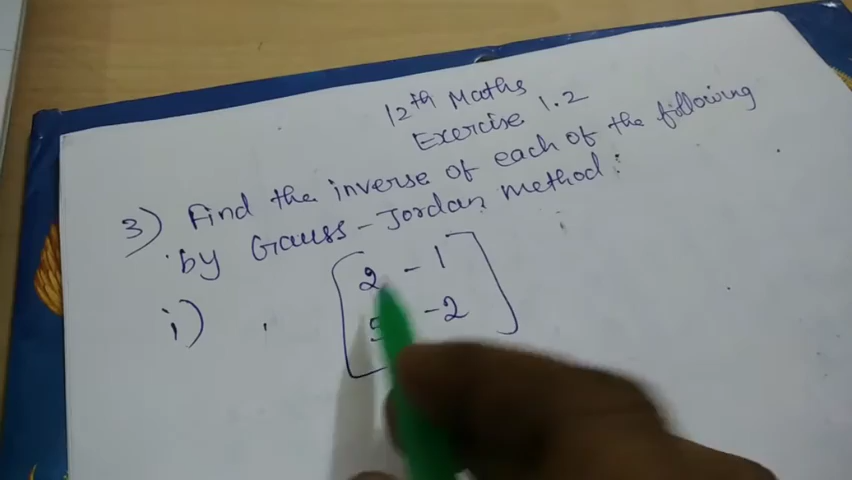 12th Maths
Exercise 1.2
3) Find the inverse of each of the following
by Gauss-Jordan method:
i) 2 -1
5 -2